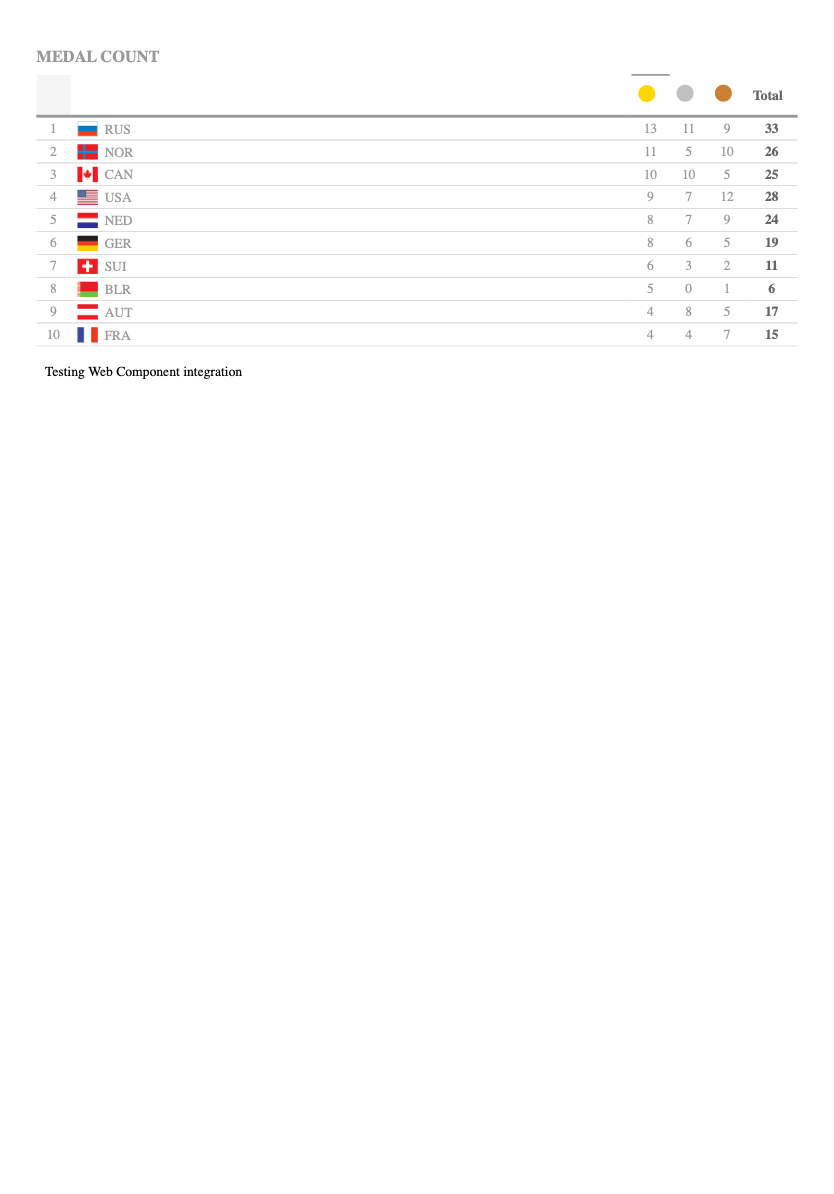 MEDAL COUNT
Total
1 RUS 13 11 9 33
2 NOR 11 5 10 26
3 CAN 10 10 5 25
4 USA 9 7 12 28
5 NED 8 7 9 24
6 GER 8 6 5 19
7 SUI 6 3 2 11
8 BLR 5 0 1 6
9 AUT 4 8 5 17
10 FRA 4 4 7 15
Testing Web Component integration